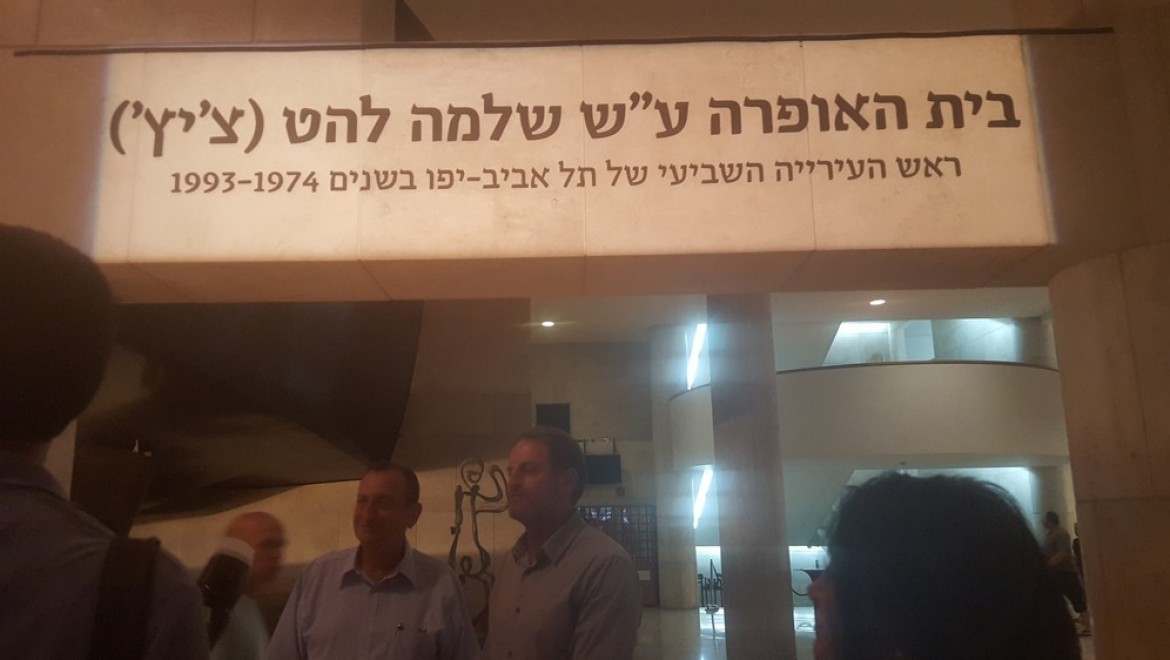 בית האופרה ע״ש שלמה להט (צ׳יץ׳)
ראש העירייה השביעי של תל אביב-יפו בשנים 1993-1974